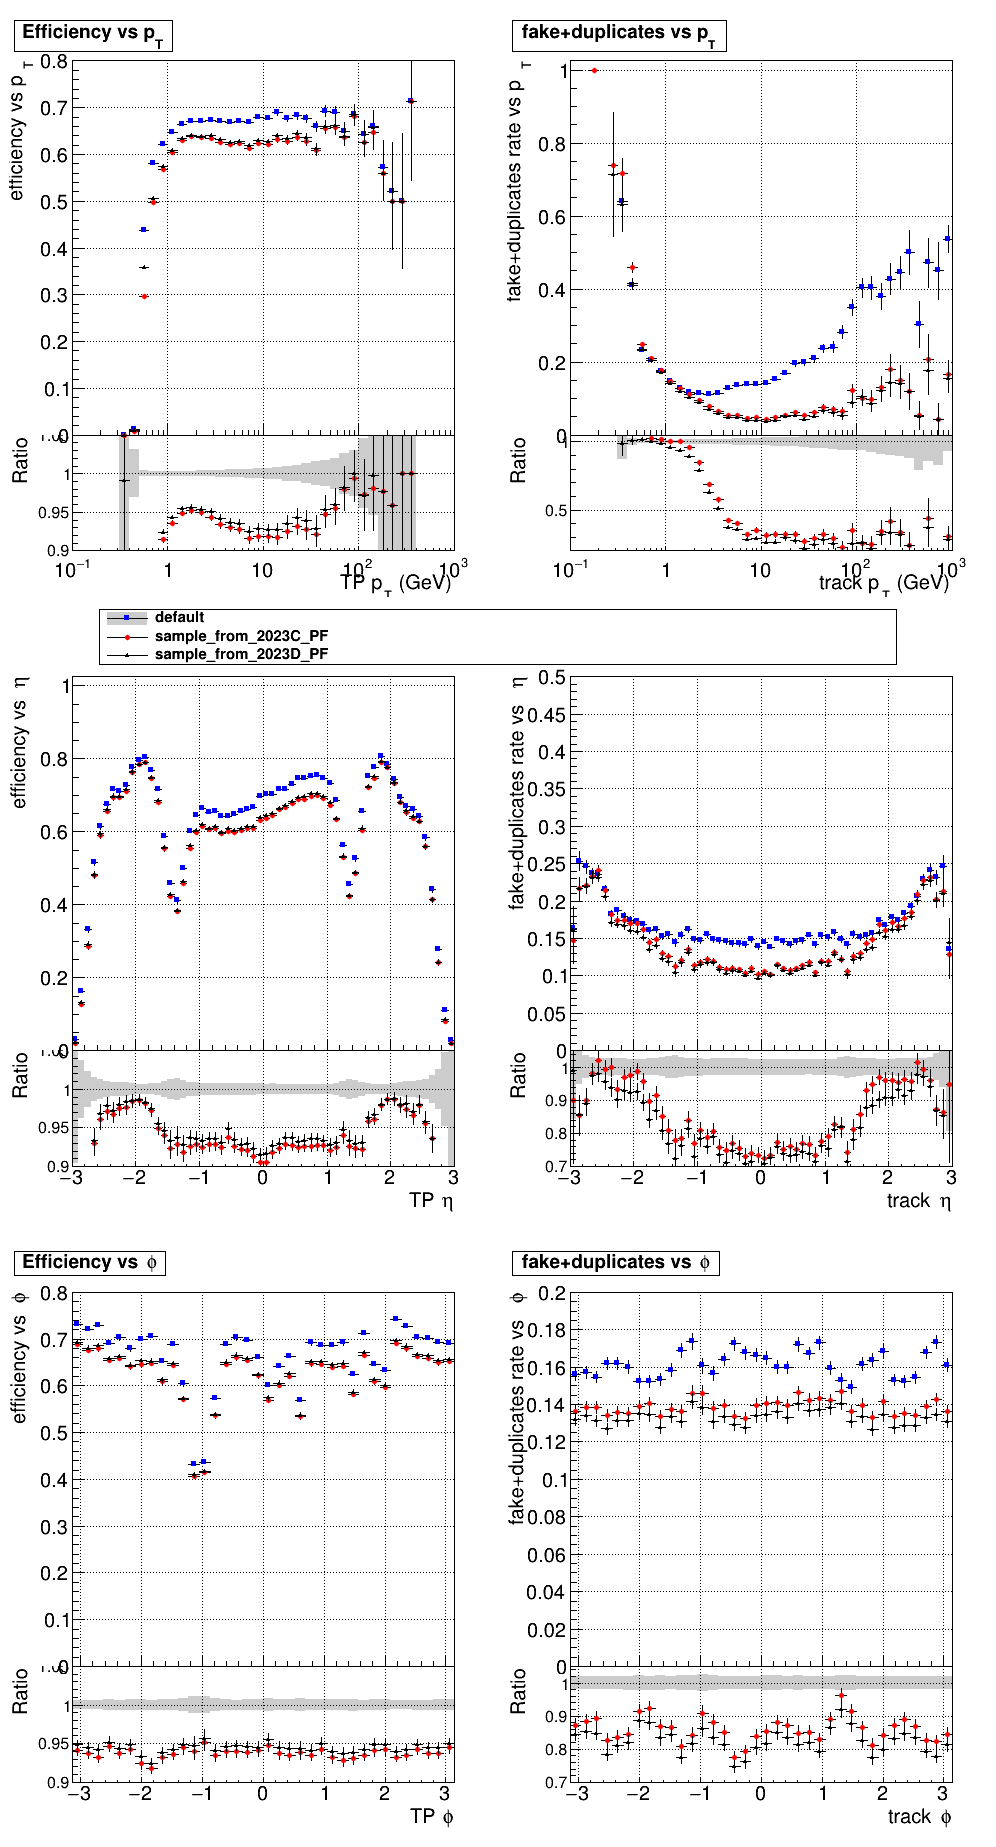 Efficiency vs p_T
fake+duplicates vs p_T
efficiency vs p_T
0.8
0.7
0.6
0.5
0.4
0.3
0.2
0.1
0
Ratio
1
0.95
0.9
10^-1
1
10
10^2
10^3
TP p_T (GeV)
fake+duplicates rate vs p_T
1
0.8
0.6
0.4
0.2
0
Ratio
1
0.5
10^-1
1
10
10^2
10^3
track p_T (GeV)
default
sample_from_2023C_PF
sample_from_2023D_PF
efficiency vs η
1
0.8
0.6
0.4
0.2
0
Ratio
1
0.95
0.9
−3 −2 −1 0 1 2 3
TP η
fake+duplicates rate vs η
0.5
0.45
0.4
0.35
0.3
0.25
0.2
0.15
0.1
0.05
0
Ratio
1
0.9
0.8
0.7
−3 −2 −1 0 1 2 3
track η
Efficiency vs ϕ
fake+duplicates vs ϕ
efficiency vs ϕ
0.8
0.7
0.6
0.5
0.4
0.3
0.2
0.1
0
Ratio
1
0.95
0.9
−3 −2 −1 0 1 2 3
TP ϕ
fake+duplicates rate vs ϕ
0.2
0.18
0.16
0.14
0.12
0.1
0.08
0.06
0.04
0.02
0
Ratio
1
0.9
0.8
0.7
−3 −2 −1 0 1 2 3
track ϕ